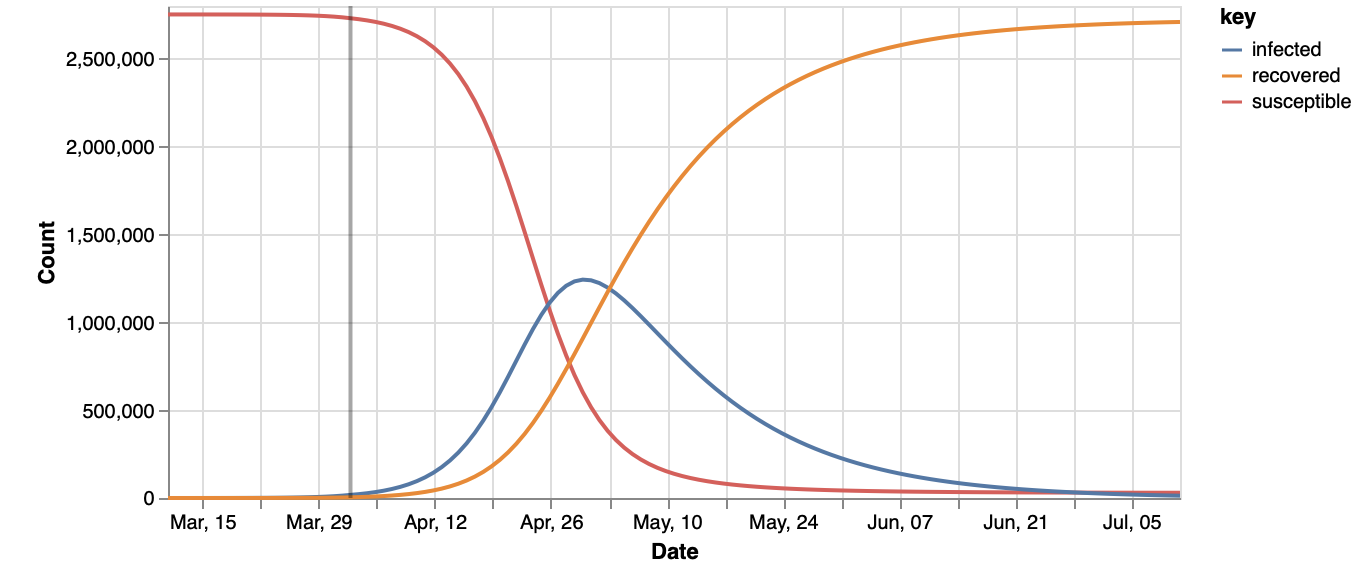 key
infected
recovered
susceptible
2,500,000
2,000,000
1,500,000
1,000,000
500,000
0
Count
Mar, 15
Mar, 29
Apr, 12
Apr, 26
May, 10
May, 24
Jun, 07
Jun, 21
Jul, 05
Date